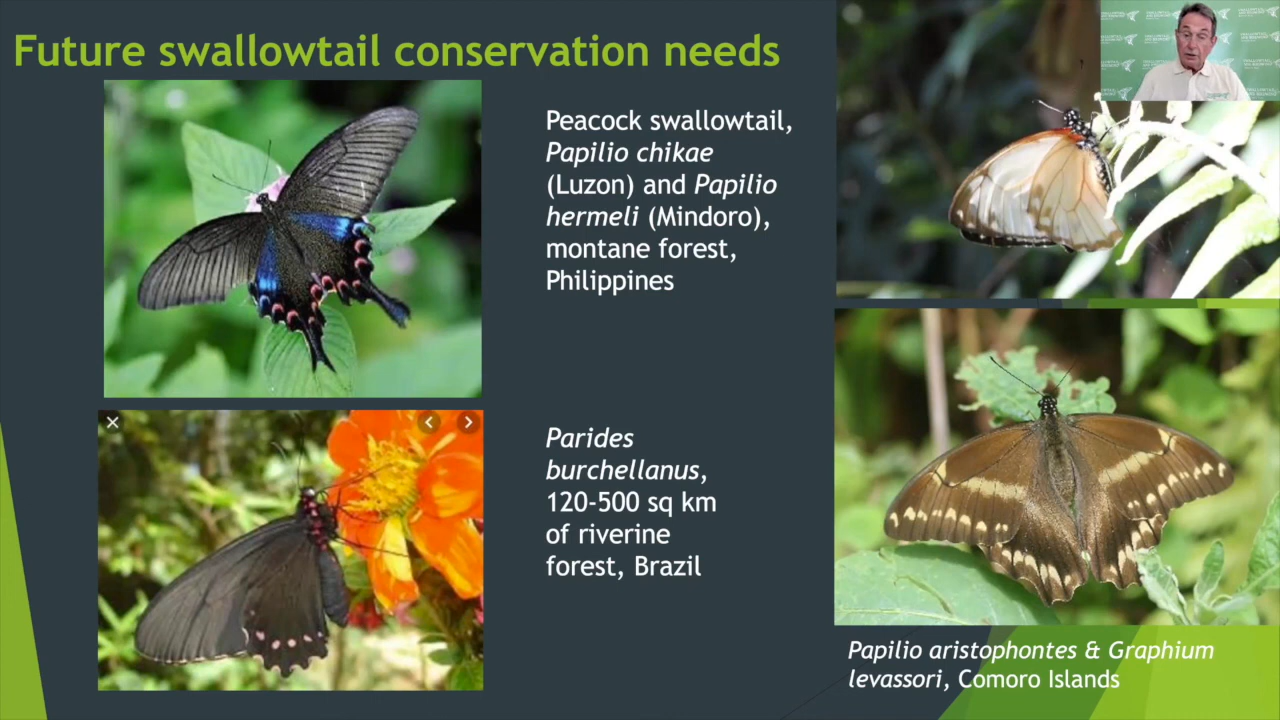 Future swallowtail conservation needs
Peacock swallowtail,
Papilio chikae
(Luzon) and Papilio
hermeli (Mindoro),
montane forest,
Philippines
Parides
burchellanus,
120-500 sq km
of riverine
forest, Brazil
Papilio aristophontes & Graphium
levassori, Comoro Islands